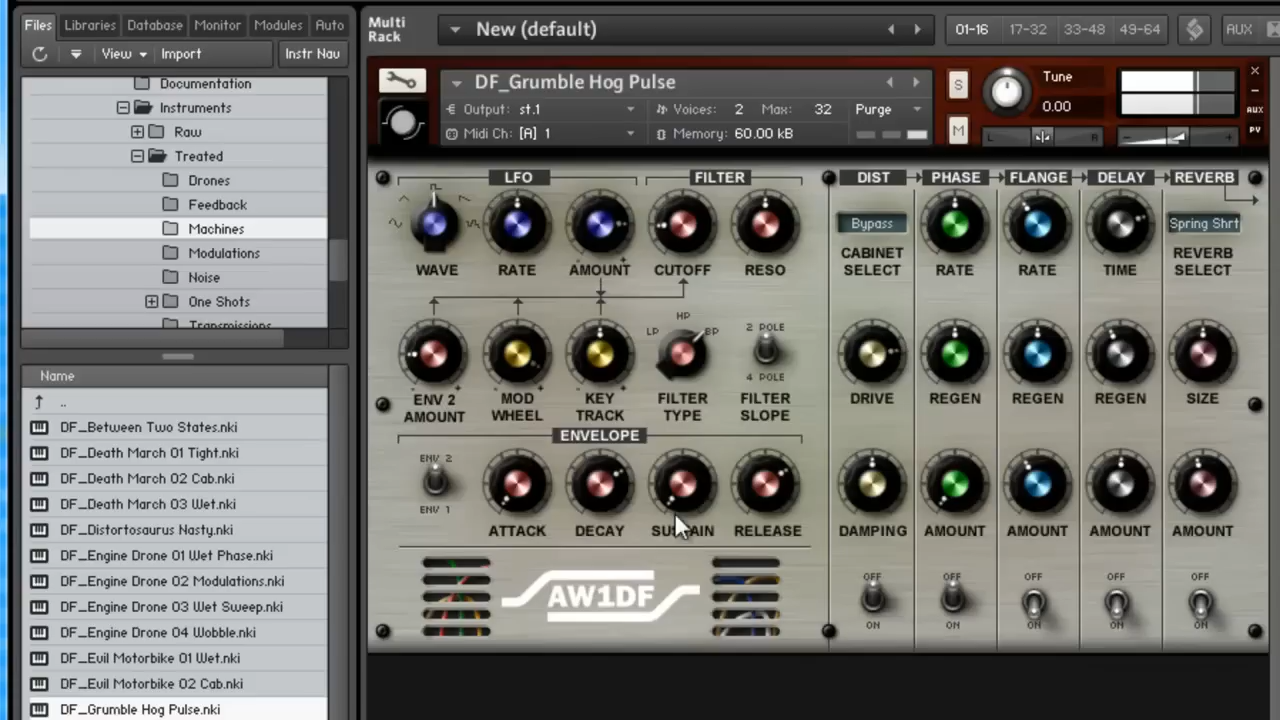 Files Libraries Database Monitor Modules Auto
View Import Instr Nav
Documentation
Instruments
Raw
Treated
Drones
Feedback
Machines
Modulations
Noise
One Shots
Transmissions
Name
..
DF_Between Two States.nki
DF_Death March 01 Tight.nki
DF_Death March 02 Cab.nki
DF_Death March 03 Wet.nki
DF_Distortosaurus Nasty.nki
DF_Engine Drone 01 Wet Phase.nki
DF_Engine Drone 02 Modulations.nki
DF_Engine Drone 03 Wet Sweep.nki
DF_Engine Drone 04 Wobble.nki
DF_Evil Motorbike 01 Wet.nki
DF_Evil Motorbike 02 Cab.nki
DF_Grumble Hog Pulse.nki
Multi Rack
New (default)
01-16 17-32 33-48 49-64 AUX
DF_Grumble Hog Pulse
Output: st.1 Voices: 2 Max: 32 Purge
Midi Ch: [A] 1 Memory: 60.00 kB
S
M
Tune
0.00
L R
AUX
PV
LFO FILTER DIST PHASE FLANGE DELAY REVERB
Bypass Spring Shrt
WAVE RATE AMOUNT CUTOFF RESO CABINET SELECT RATE RATE TIME REVERB SELECT
LP HP BP 2 POLE
4 POLE
ENV 2 AMOUNT MOD WHEEL KEY TRACK FILTER TYPE FILTER SLOPE DRIVE REGEN REGEN REGEN SIZE
ENVELOPE
ENV 2
ENV 1
ATTACK DECAY SUSTAIN RELEASE DAMPING AMOUNT AMOUNT AMOUNT AMOUNT
AW1DF
OFF OFF OFF OFF OFF
ON ON ON ON ON